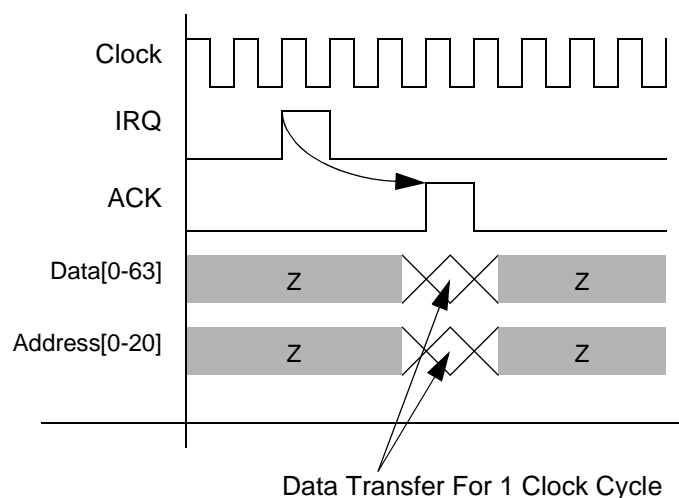 Clock
IRQ
ACK
Data[0-63]
Z
Z
Address[0-20]
Z
Z
Data Transfer For 1 Clock Cycle